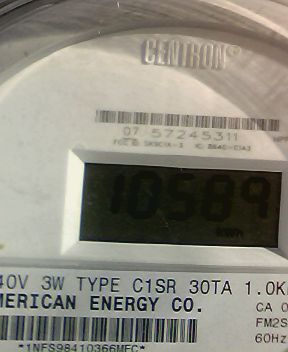 CENTRON®
07 57245311
10589
kWh
40V 3W TYPE C1SR 30TA 1.0K
MERICAN ENERGY CO. CA 0
FM2S
60Hz
*1NFS98410366MEC*